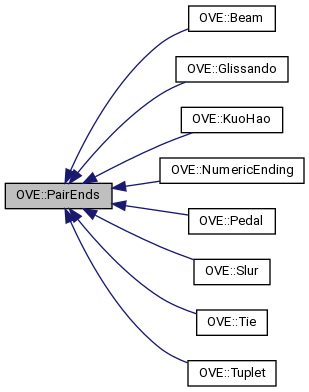 OVE::Beam
OVE::Glissando
OVE::KuoHao
OVE::NumericEnding
OVE::PairEnds
OVE::Pedal
OVE::Slur
OVE::Tie
OVE::Tuplet